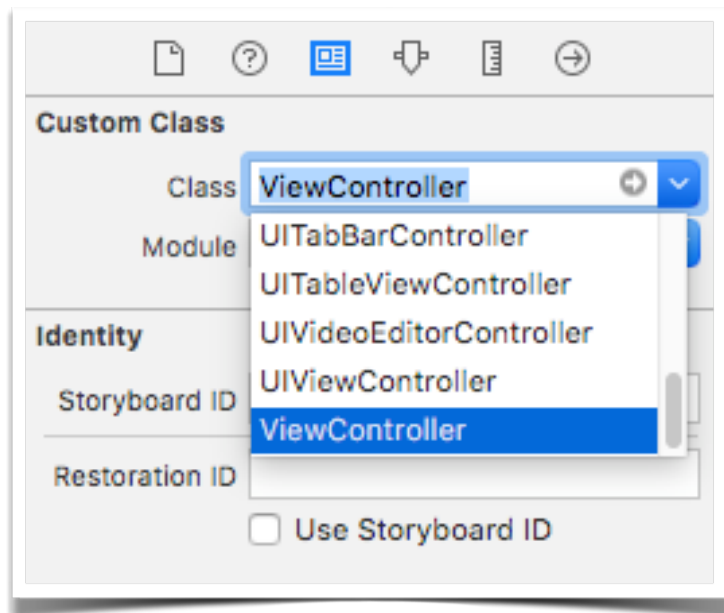 Custom Class
Class ViewController
Module
UITabBarController
UITableViewController
UIVideoEditorController
UIViewController
ViewController
Identity
Storyboard ID
Restoration ID
Use Storyboard ID